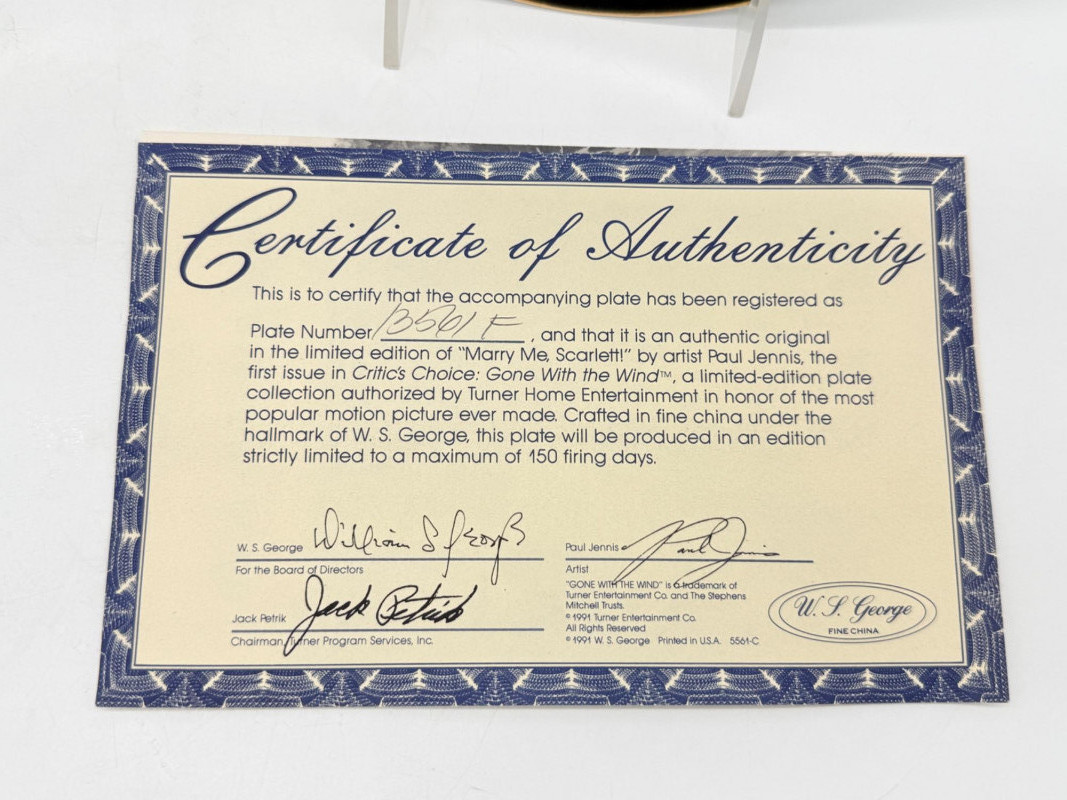 Certificate of Authenticity
This is to certify that the accompanying plate has been registered as
Plate Number 13561 F , and that it is an authentic original
in the limited edition of "Marry Me, Scarlett!" by artist Paul Jennis, the
first issue in Critic's Choice: Gone With the Wind™, a limited-edition plate
collection authorized by Turner Home Entertainment in honor of the most
popular motion picture ever made. Crafted in fine china under the
hallmark of W. S. George, this plate will be produced in an edition
strictly limited to a maximum of 150 firing days.
W. S. George William S George
For the Board of Directors
Jack Petrik Jack Petrik
Chairman, Turner Program Services, Inc.
Paul Jennis Paul Jennis
Artist
"GONE WITH THE WIND" is a trademark of
Turner Entertainment Co. and The Stephens
Mitchell Trusts.
© 1991 Turner Entertainment Co.
All Rights Reserved
© 1991 W. S. George Printed in U.S.A. 5561-C
W. S. George
FINE CHINA